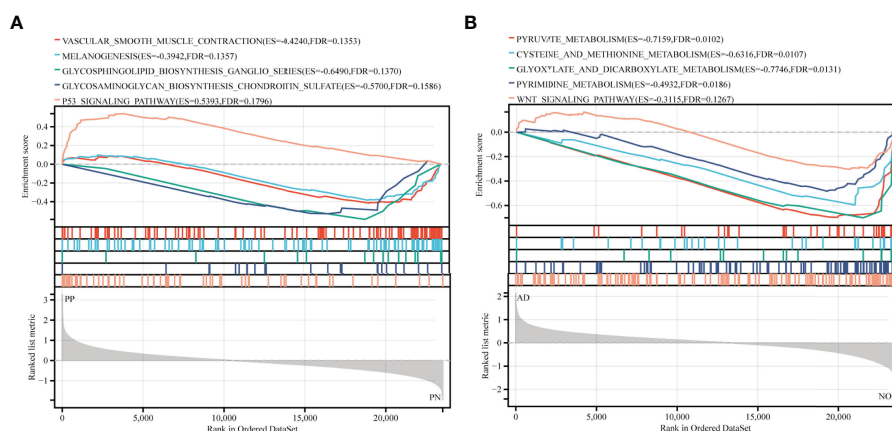 A
VASCULAR_SMOOTH_MUSCLE_CONTRACTION(ES=-4.4240,FDR=0.1353)
MELANOGENESIS(ES=-0.3942,FDR=0.1357)
GLYCOSPHINGOLIPID_BIOSYNTHESIS_GANGLIO_SERIES(ES=-0.6490,FDR=0.1370)
GLYCOSAMINOGLYCAN_BIOSYNTHESIS_CHONDROITIN_SULFATE(ES=-0.5700,FDR=0.1586)
P53_SIGNALING_PATHWAY(ES=0.5393,FDR=0.1796)
Enrichment score
0.4
0.2
0.0
−0.2
−0.4
Ranked list metric
3
2
1
0
−1
PP
PN
0
5,000
10,000
15,000
20,000
Rank in Ordered DataSet
B
PYRUVATE_METABOLISM(ES=-0.7159,FDR=0.0102)
CYSTEINE_AND_METHIONINE_METABOLISM(ES=-0.6316,FDR=0.0107)
GLYOXYLATE_AND_DICARBOXYLATE_METABOLISM(ES=-0.7746,FDR=0.0131)
PYRIMIDINE_METABOLISM(ES=-0.4932,FDR=0.0186)
WNT_SIGNALING_PATHWAY(ES=-0.3115,FDR=0.1267)
Enrichment score
0.0
−0.2
−0.4
−0.6
Ranked list metric
2
1
0
−1
−2
AD
NO
0
5,000
10,000
15,000
20,000
Rank in Ordered DataSet